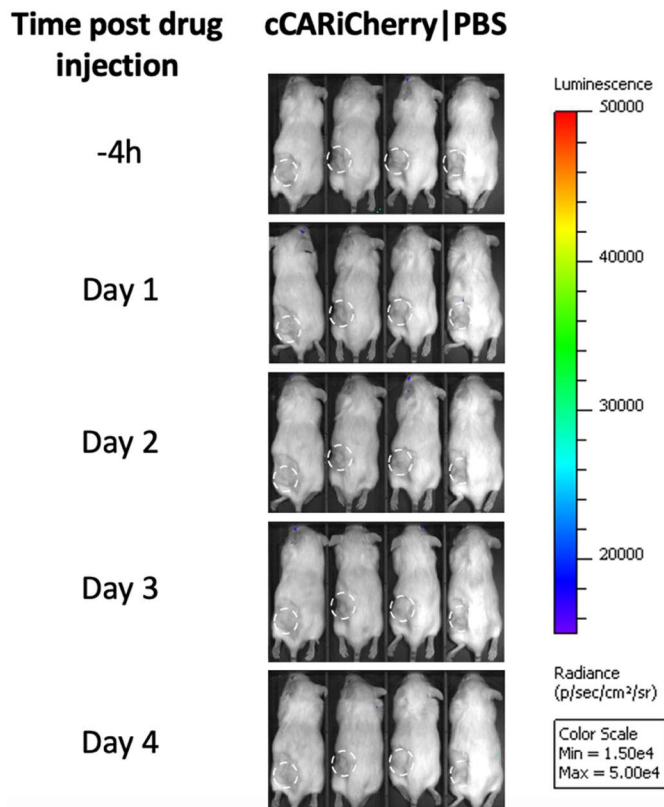 Time post drug
injection
cCARiCherry|PBS
-4h
Day 1
Day 2
Day 3
Day 4
Luminescence
50000
40000
30000
20000
Radiance
(p/sec/cm²/sr)
Color Scale
Min = 1.50e4
Max = 5.00e4